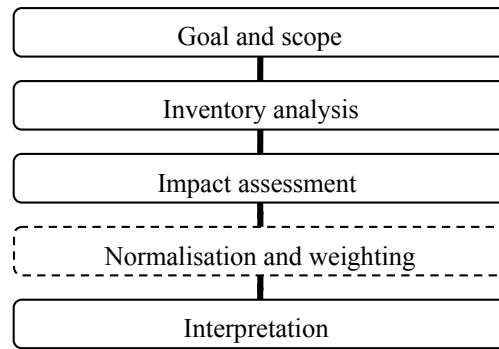 Goal and scope
Inventory analysis
Impact assessment
Normalisation and weighting
Interpretation